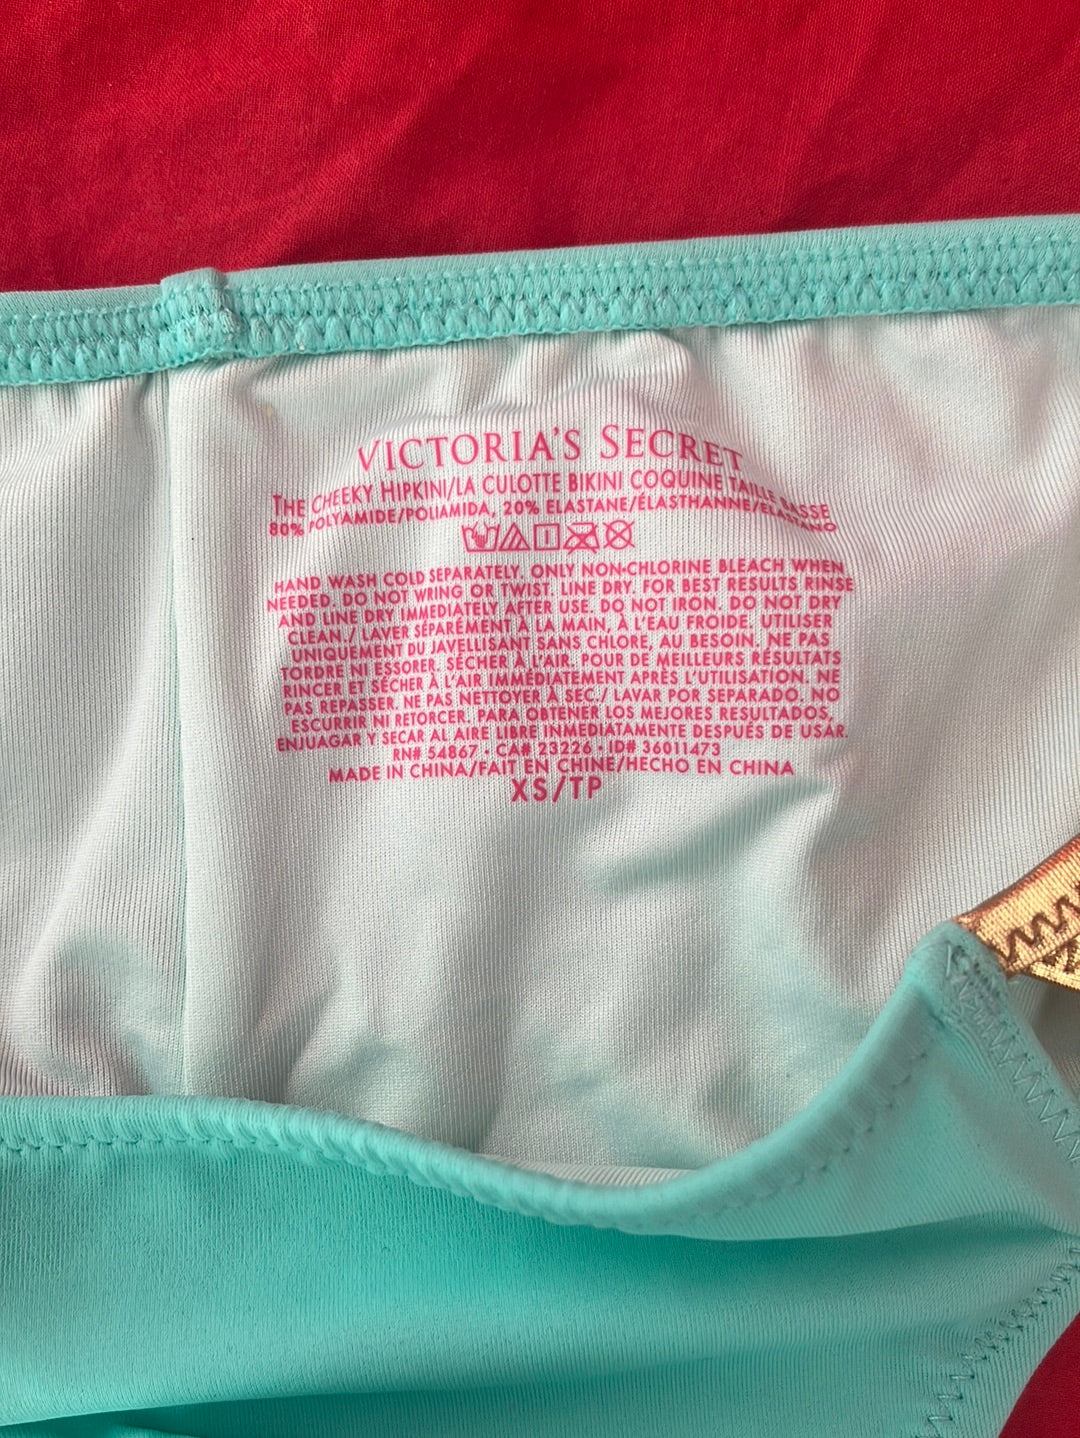 VICTORIA'S SECRET
THE CHEEKY HIPKINI/LA CULOTTE BIKINI COQUINE TAILLE BASSE
80% POLYAMIDE/POLIAMIDA, 20% ELASTANE/ÉLASTHANNE/ELASTANO
HAND WASH COLD SEPARATELY, ONLY NON-CHLORINE BLEACH WHEN
NEEDED. DO NOT WRING OR TWIST. LINE DRY. FOR BEST RESULTS RINSE
AND LINE DRY IMMEDIATELY AFTER USE. DO NOT IRON. DO NOT DRY
CLEAN./ LAVER SÉPARÉMENT À LA MAIN, À L'EAU FROIDE. UTILISER
UNIQUEMENT DU JAVELLISANT SANS CHLORE, AU BESOIN. NE PAS
TORDRE NI ESSORER. SÉCHER À L'AIR. POUR DE MEILLEURS RÉSULTATS
RINCER ET SÉCHER À L'AIR IMMÉDIATEMENT APRÈS L'UTILISATION. NE
PAS REPASSER. NE PAS NETTOYER À SEC./ LAVAR POR SEPARADO. NO
ESCURRIR NI RETORCER. PARA OBTENER LOS MEJORES RESULTADOS,
ENJUAGAR Y SECAR AL AIRE LIBRE INMEDIATAMENTE DESPUÉS DE USAR.
RN# 54867 • CA# 23226 • ID# 36011473
MADE IN CHINA/FAIT EN CHINE/HECHO EN CHINA
XS/TP